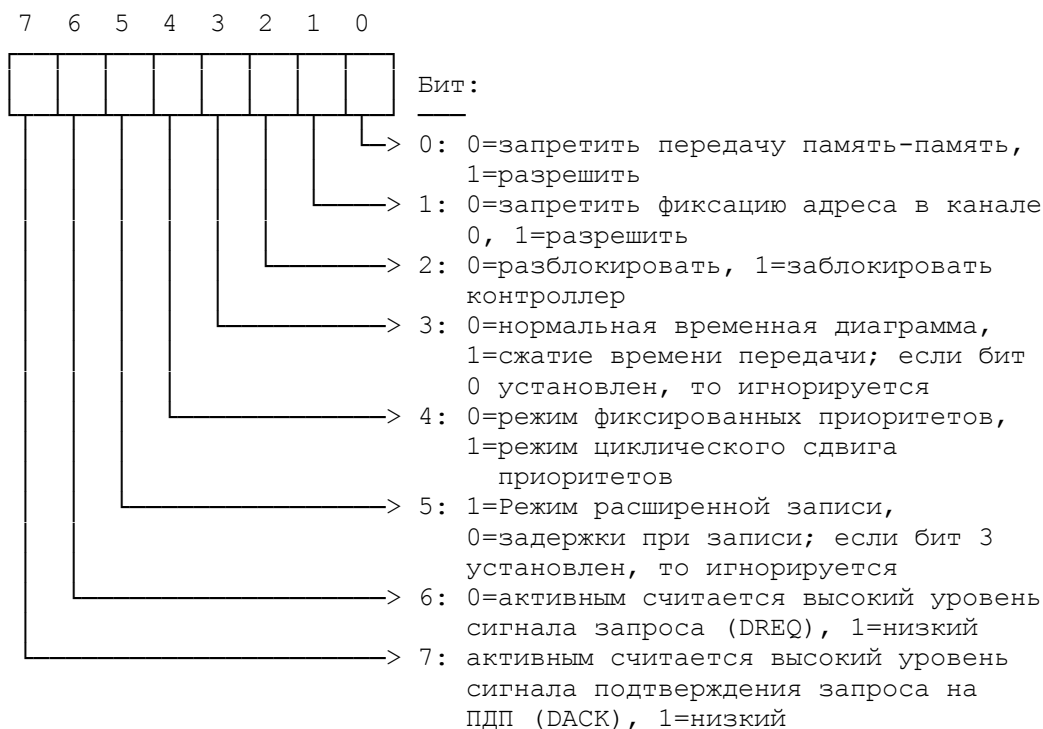 7 6 5 4 3 2 1 0
Бит:
0: 0=запретить передачу память-память,
1=разрешить
1: 0=запретить фиксацию адреса в канале
0, 1=разрешить
2: 0=разблокировать, 1=заблокировать
контроллер
3: 0=нормальная временная диаграмма,
1=сжатие времени передачи; если бит
0 установлен, то игнорируется
4: 0=режим фиксированных приоритетов,
1=режим циклического сдвига
приоритетов
5: 1=Режим расширенной записи,
0=задержки при записи; если бит 3
установлен, то игнорируется
6: 0=активным считается высокий уровень
сигнала запроса (DREQ), 1=низкий
7: активным считается высокий уровень
сигнала подтверждения запроса на
ПДП (DACK), 1=низкий